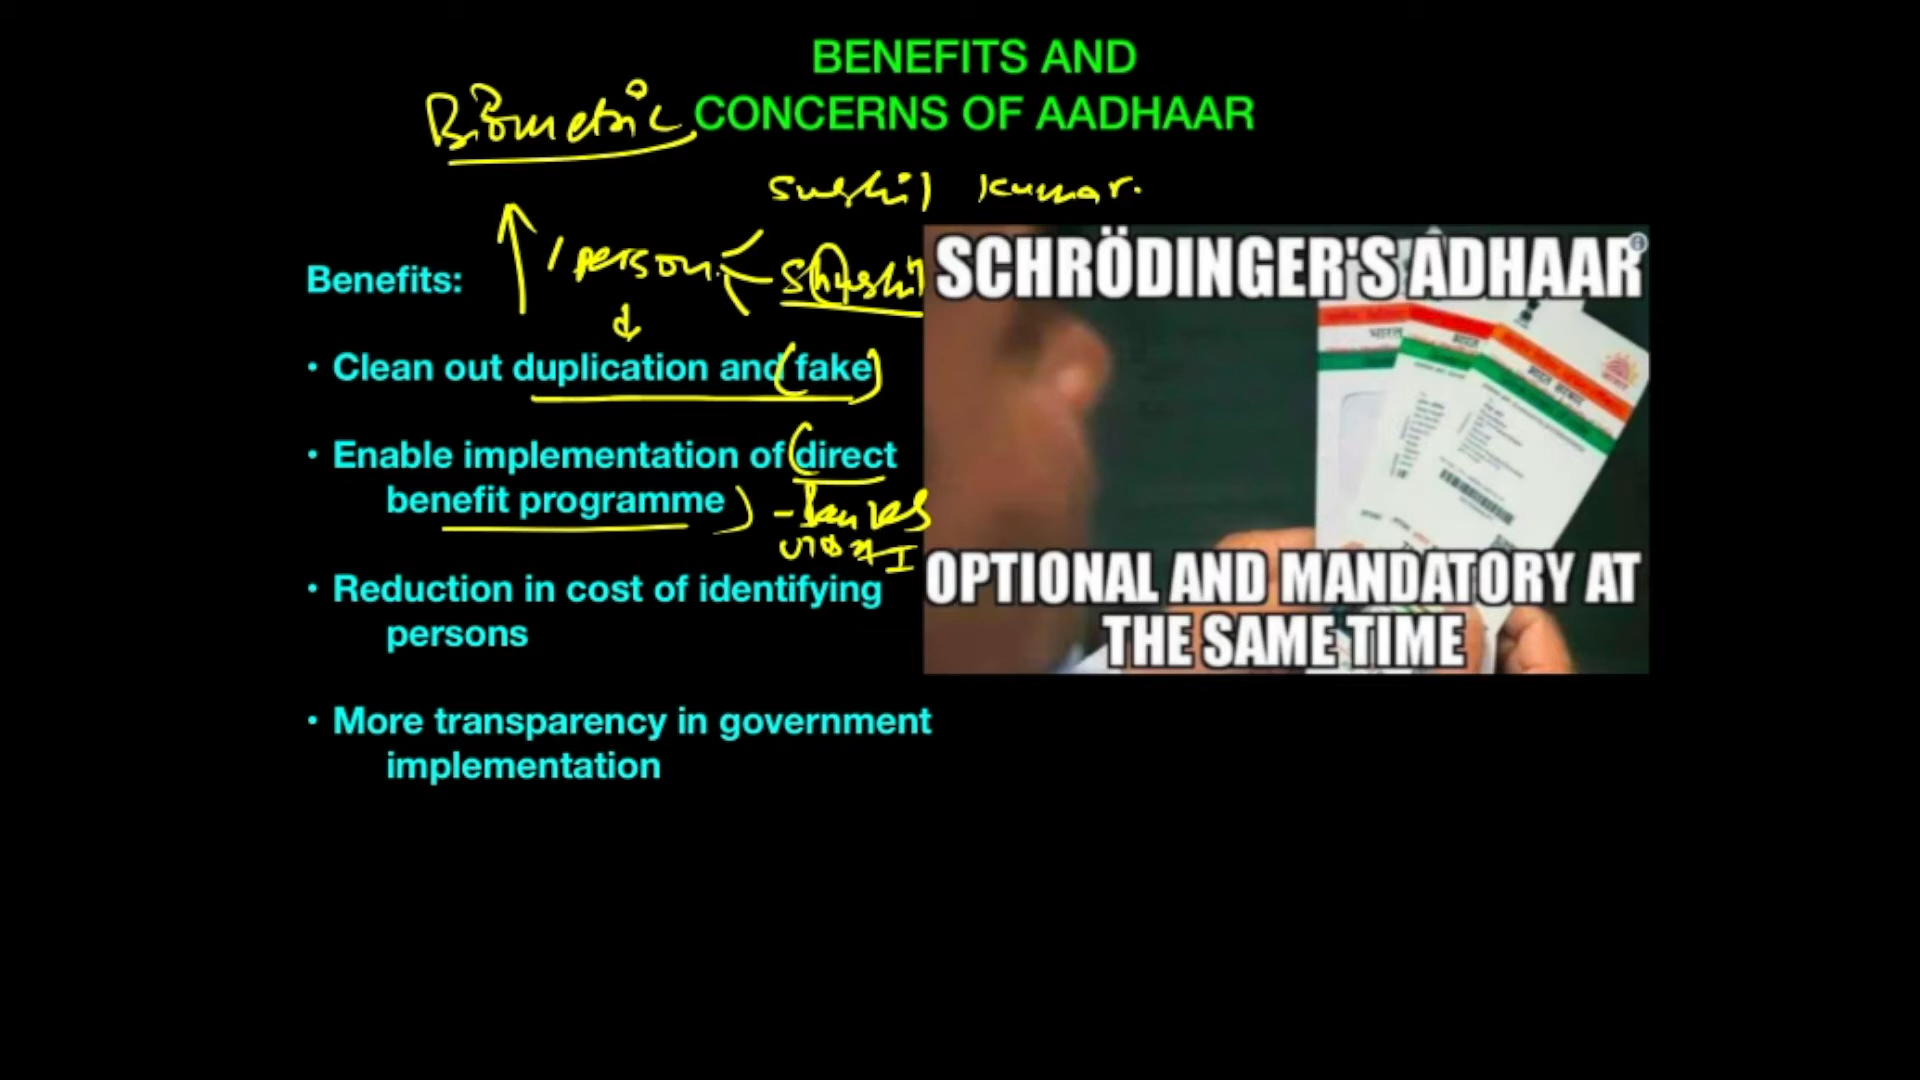 BENEFITS AND
Biometric CONCERNS OF AADHAAR
Sushil Kumar.
1 person
Benefits:
• Clean out duplication and (fake)
• Enable implementation of (direct
benefit programme)
• Reduction in cost of identifying
persons
• More transparency in government
implementation
SCHRÖDINGER'S ADHAAR
भारत
OPTIONAL AND MANDATORY AT
THE SAME TIME